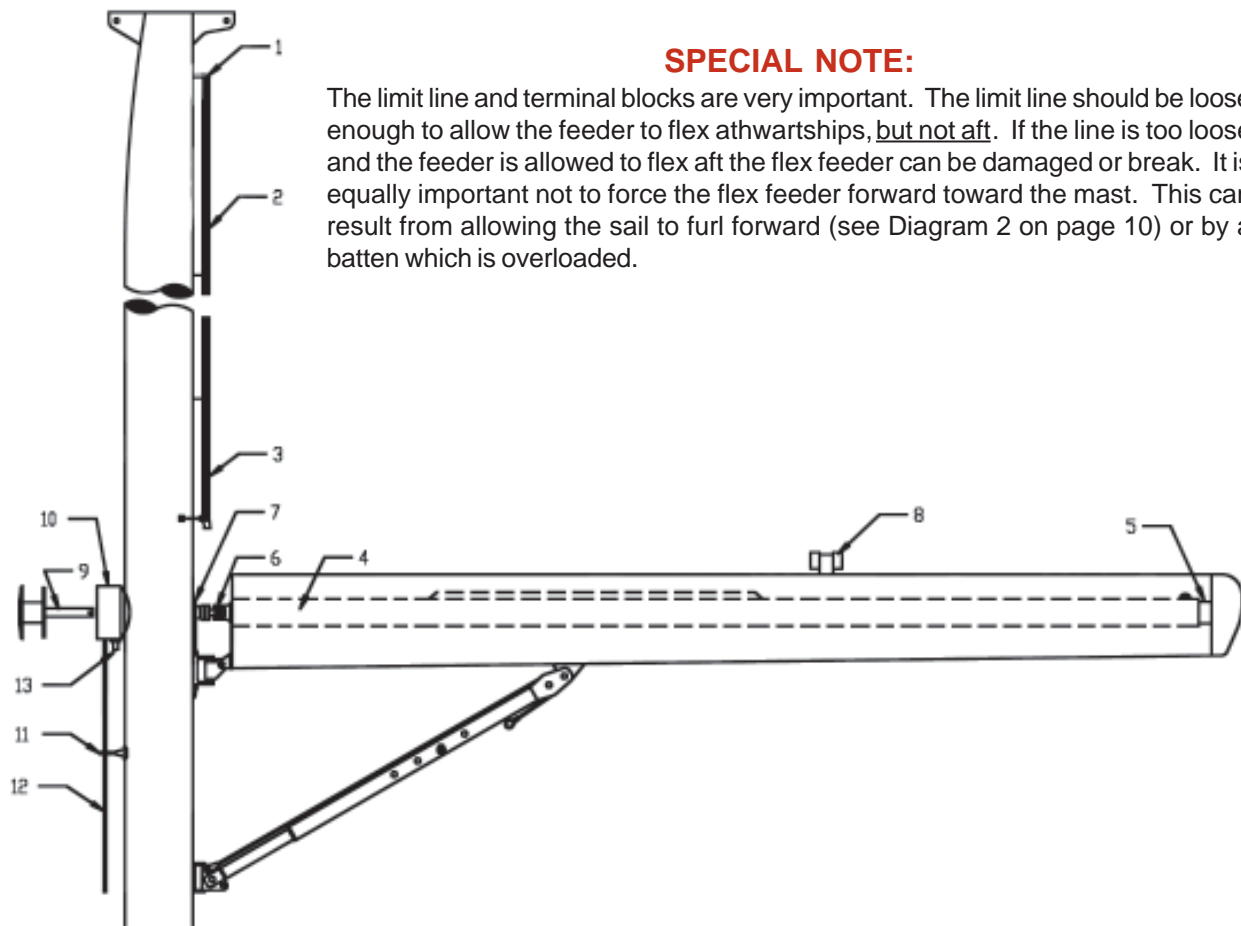 1
SPECIAL NOTE:
The limit line and terminal blocks are very important. The limit line should be loose
enough to allow the feeder to flex athwartships, but not aft. If the line is too loose
and the feeder is allowed to flex aft the flex feeder can be damaged or break. It is
equally important not to force the flex feeder forward toward the mast. This can
result from allowing the sail to furl forward (see Diagram 2 on page 10) or by a
batten which is overloaded.
2
3
10
7
8
5
9
6
4
13
11
12